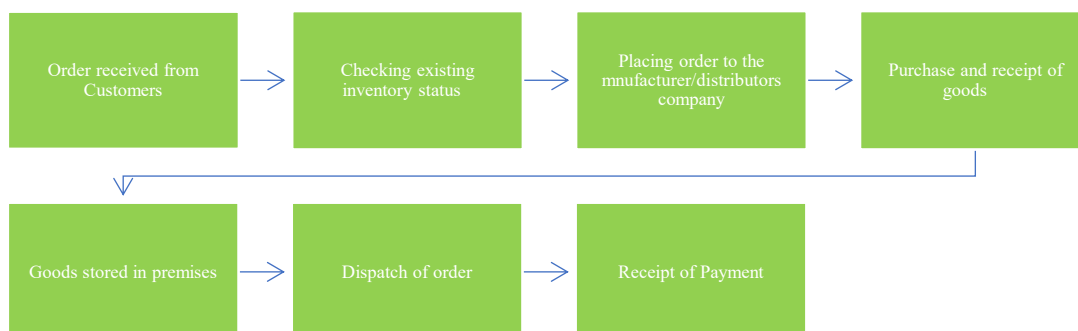 Order received from
Customers
Checking existing
inventory status
Placing order to the
mnufacturer/distributors
company
Purchase and receipt of
goods
Goods stored in premises
Dispatch of order
Receipt of Payment